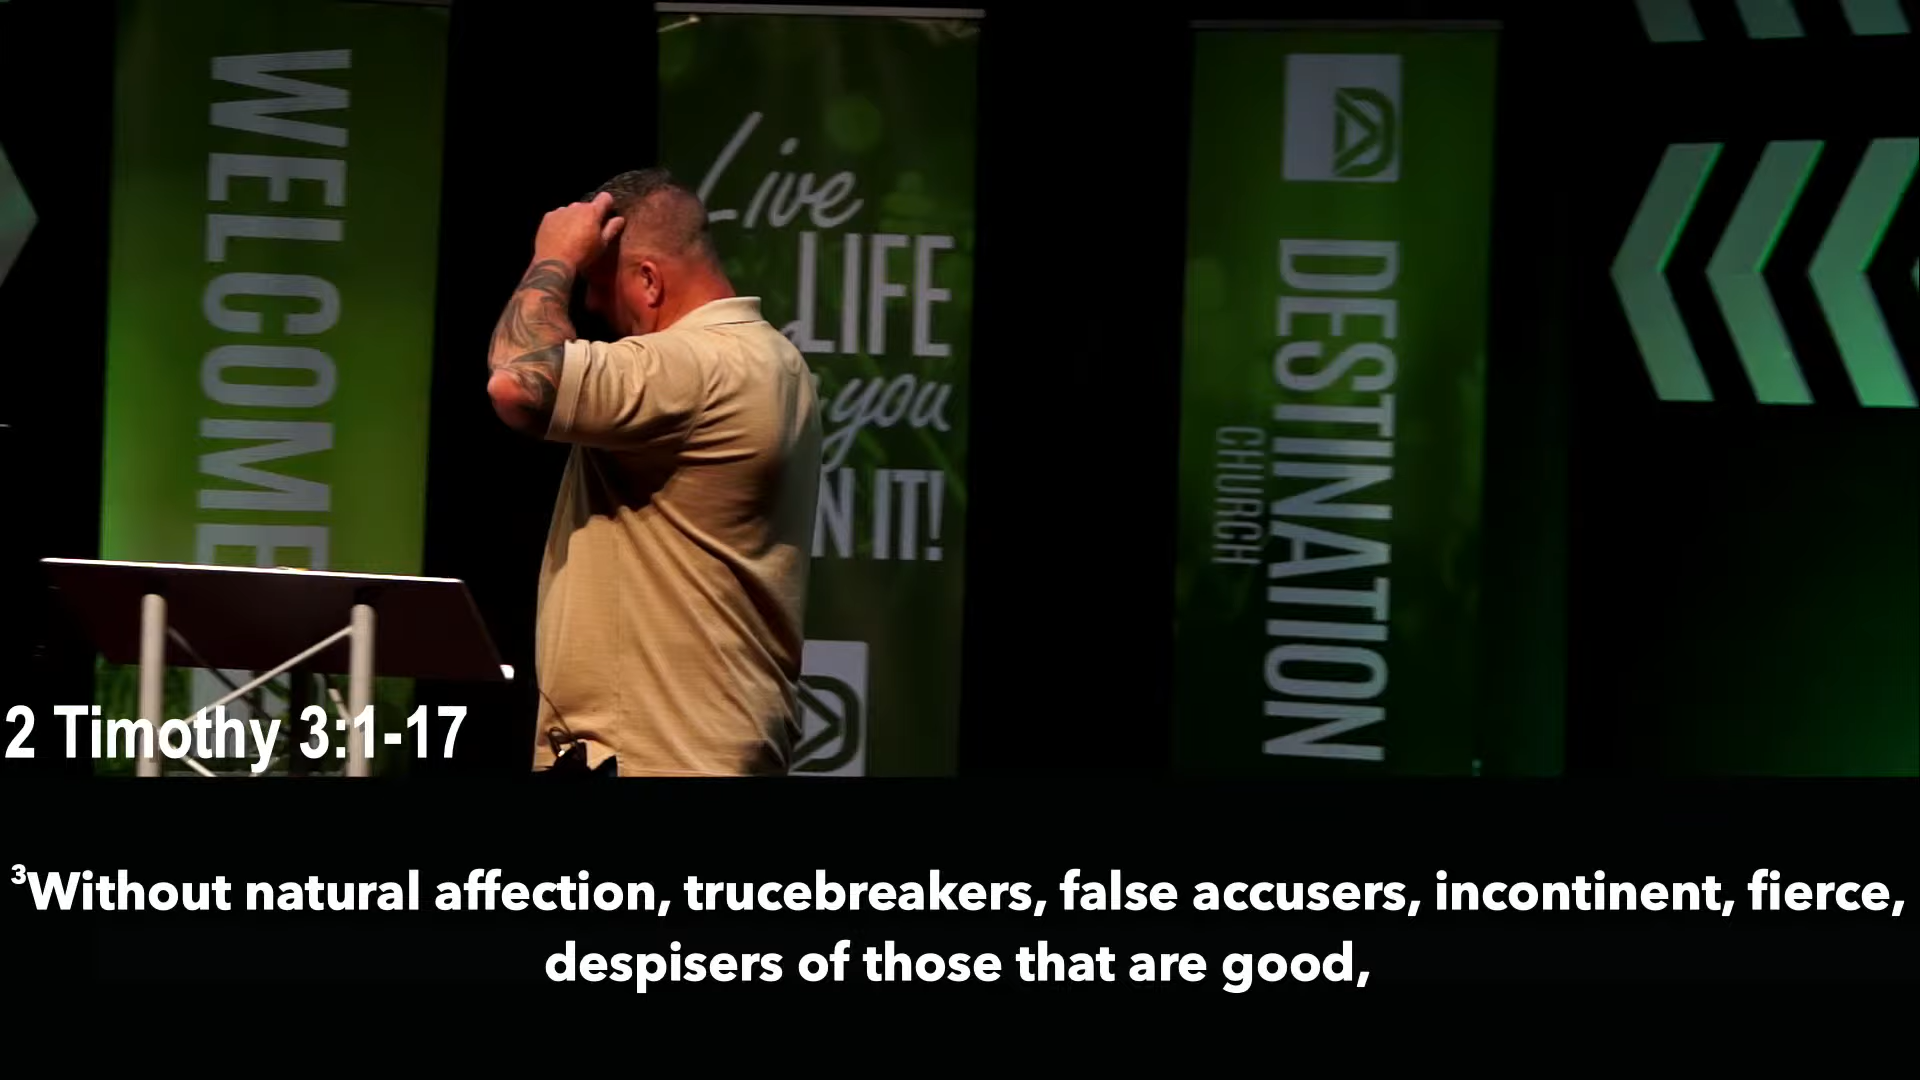 WELCOME
Live
LIFE
you
IT!
DESTINATION
CHURCH
2 Timothy 3:1-17
³Without natural affection, trucebreakers, false accusers, incontinent, fierce,
despisers of those that are good,